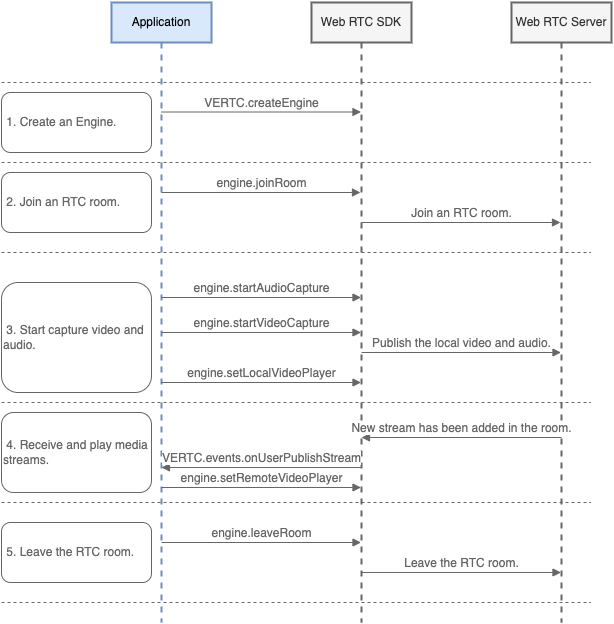 Application
Web RTC SDK
Web RTC Server
VERTC.createEngine
1. Create an Engine.
engine.joinRoom
2. Join an RTC room.
Join an RTC room.
engine.startAudioCapture
engine.startVideoCapture
3. Start capture video and
audio.
Publish the local video and audio.
engine.setLocalVideoPlayer
New stream has been added in the room.
4. Receive and play media
streams.
VERTC.events.onUserPublishStream
engine.setRemoteVideoPlayer
engine.leaveRoom
5. Leave the RTC room.
Leave the RTC room.